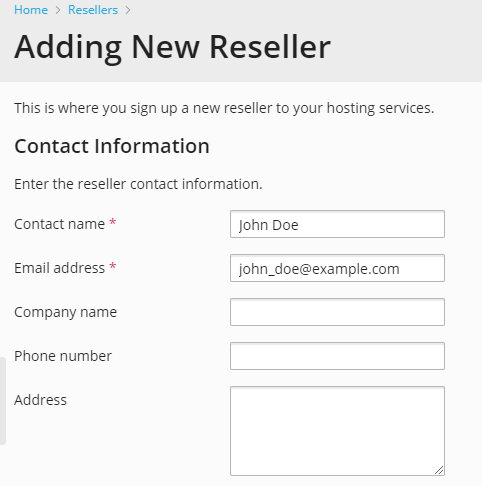 Home > Resellers >
Adding New Reseller
This is where you sign up a new reseller to your hosting services.
Contact Information
Enter the reseller contact information.
Contact name * John Doe
Email address * john_doe@example.com
Company name
Phone number
Address